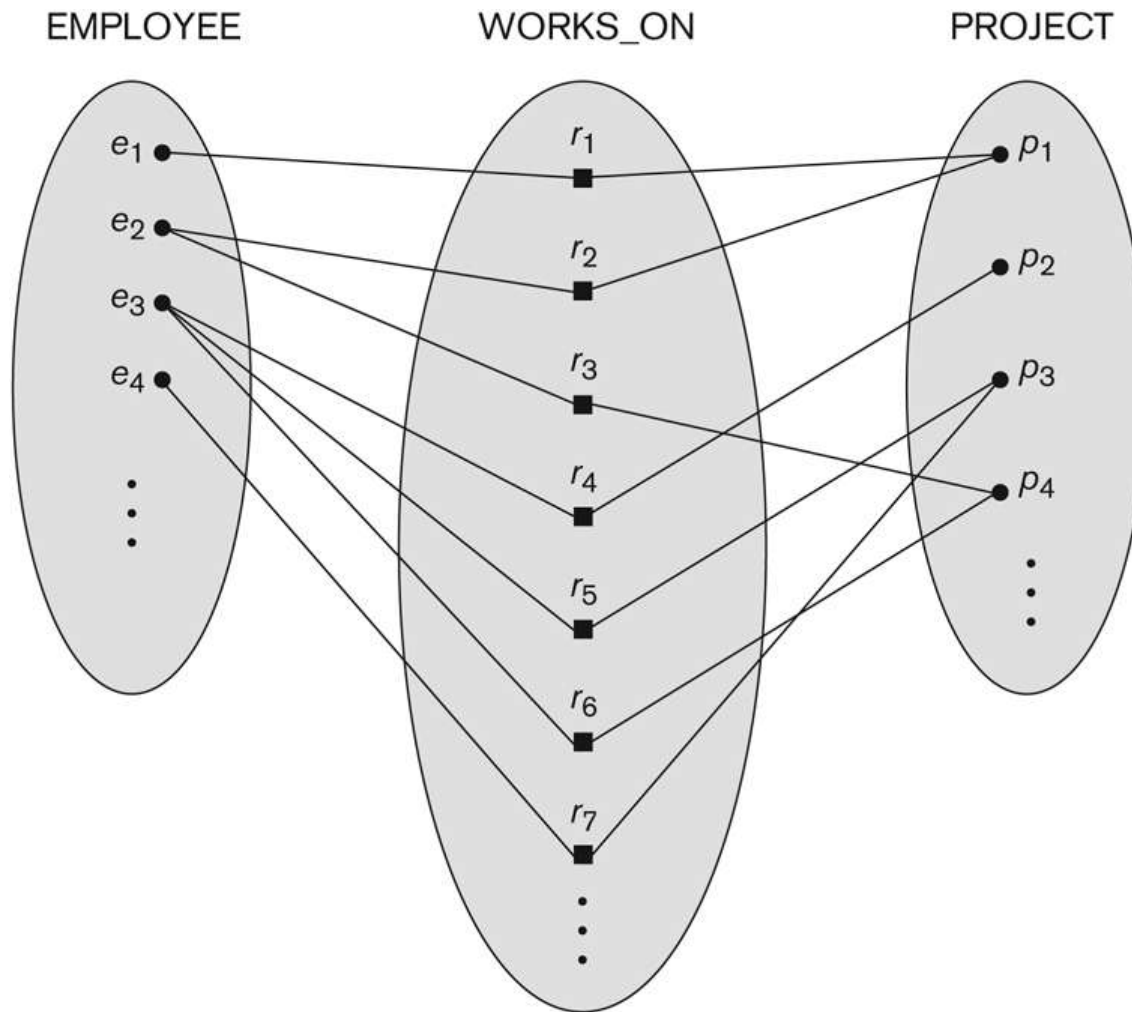 EMPLOYEE WORKS_ON PROJECT
e1 r1 p1
e2 r2 p2
e3 r3 p3
e4 r4 p4
r5
r6
r7